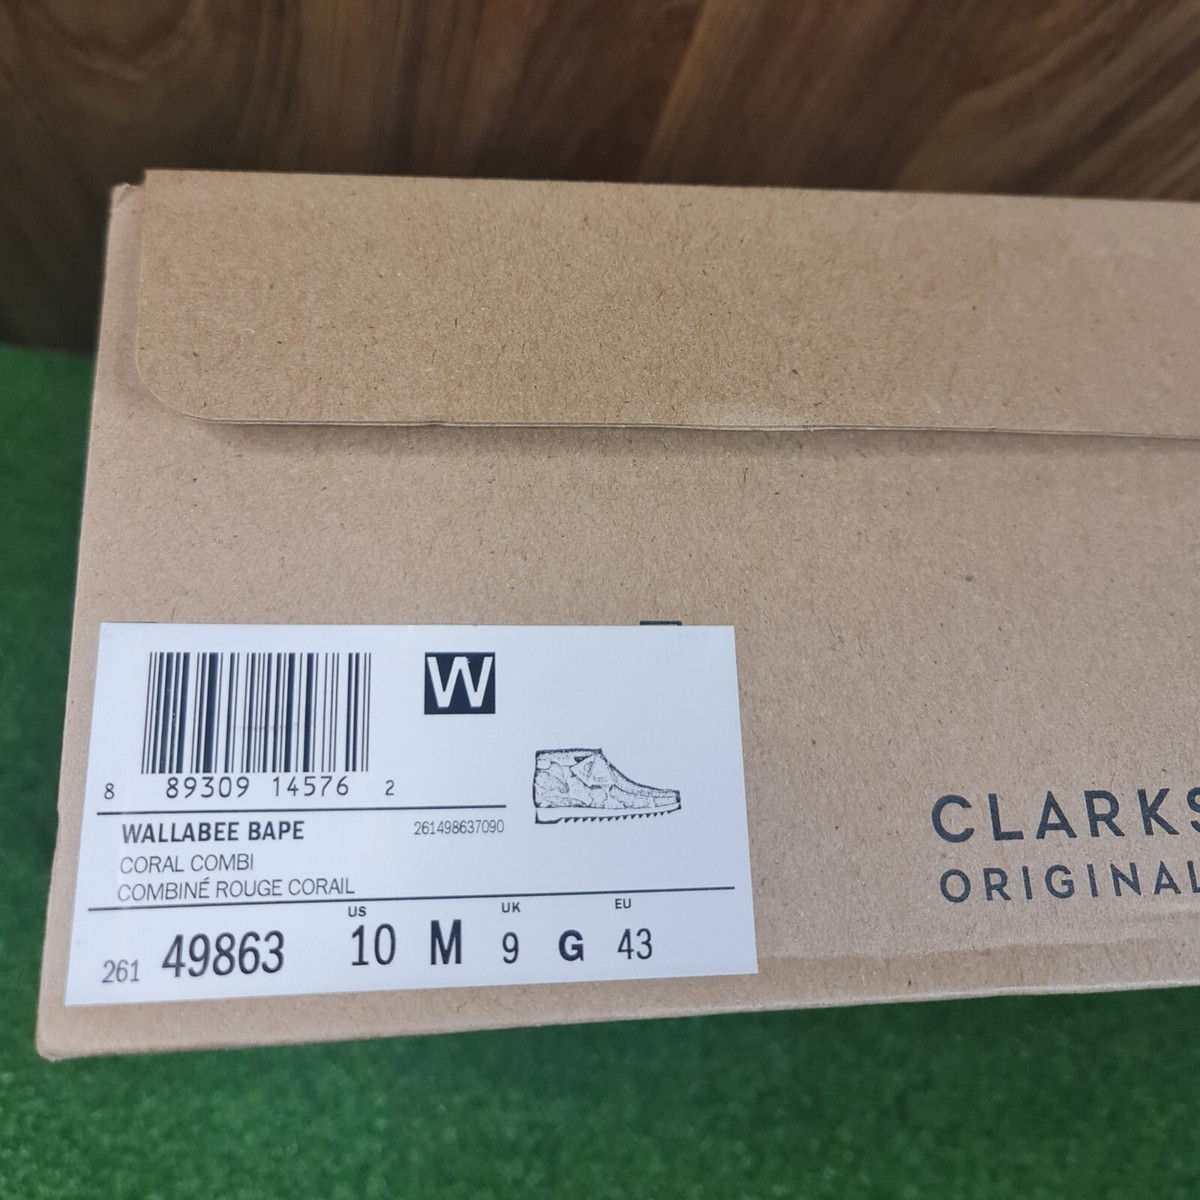 W
8 89309 14576 2
WALLABEE BAPE 261498637090
CORAL COMBI
COMBINÉ ROUGE CORAIL
US UK EU
261 49863 10 M 9 G 43
CLARKS
ORIGINAL